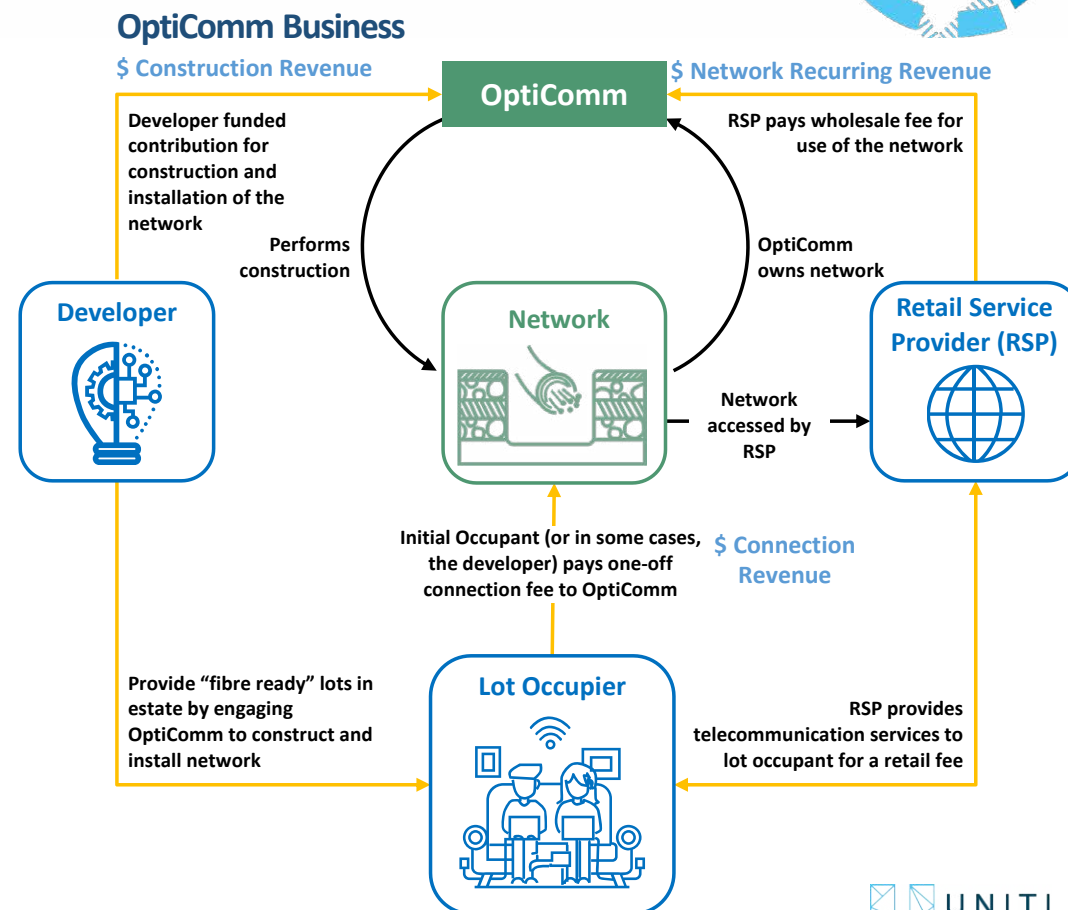 OptiComm Business
$ Construction Revenue
OptiComm
$ Network Recurring Revenue
Developer funded
contribution for
construction and
installation of the
network
RSP pays wholesale fee for
use of the network
Performs
construction
OptiComm
owns network
Developer
Network
Retail Service
Provider (RSP)
Network
accessed by
RSP
Initial Occupant (or in some cases,
the developer) pays one-off
connection fee to OptiComm
$ Connection
Revenue
Provide “fibre ready” lots in
estate by engaging
OptiComm to construct and
install network
Lot Occupier
RSP provides
telecommunication services to
lot occupant for a retail fee
UNITI